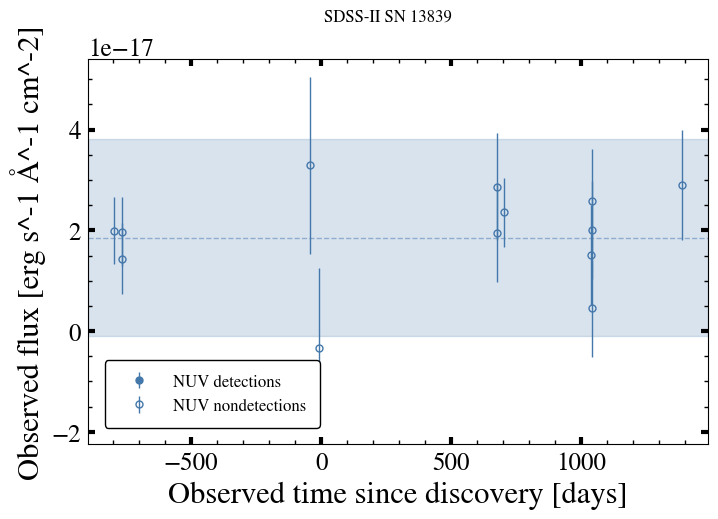 SDSS-II SN 13839
1e−17
Observed flux [erg s^-1 Å^-1 cm^-2]
4
2
0
−2
NUV detections
NUV nondetections
−500
0
500
1000
Observed time since discovery [days]